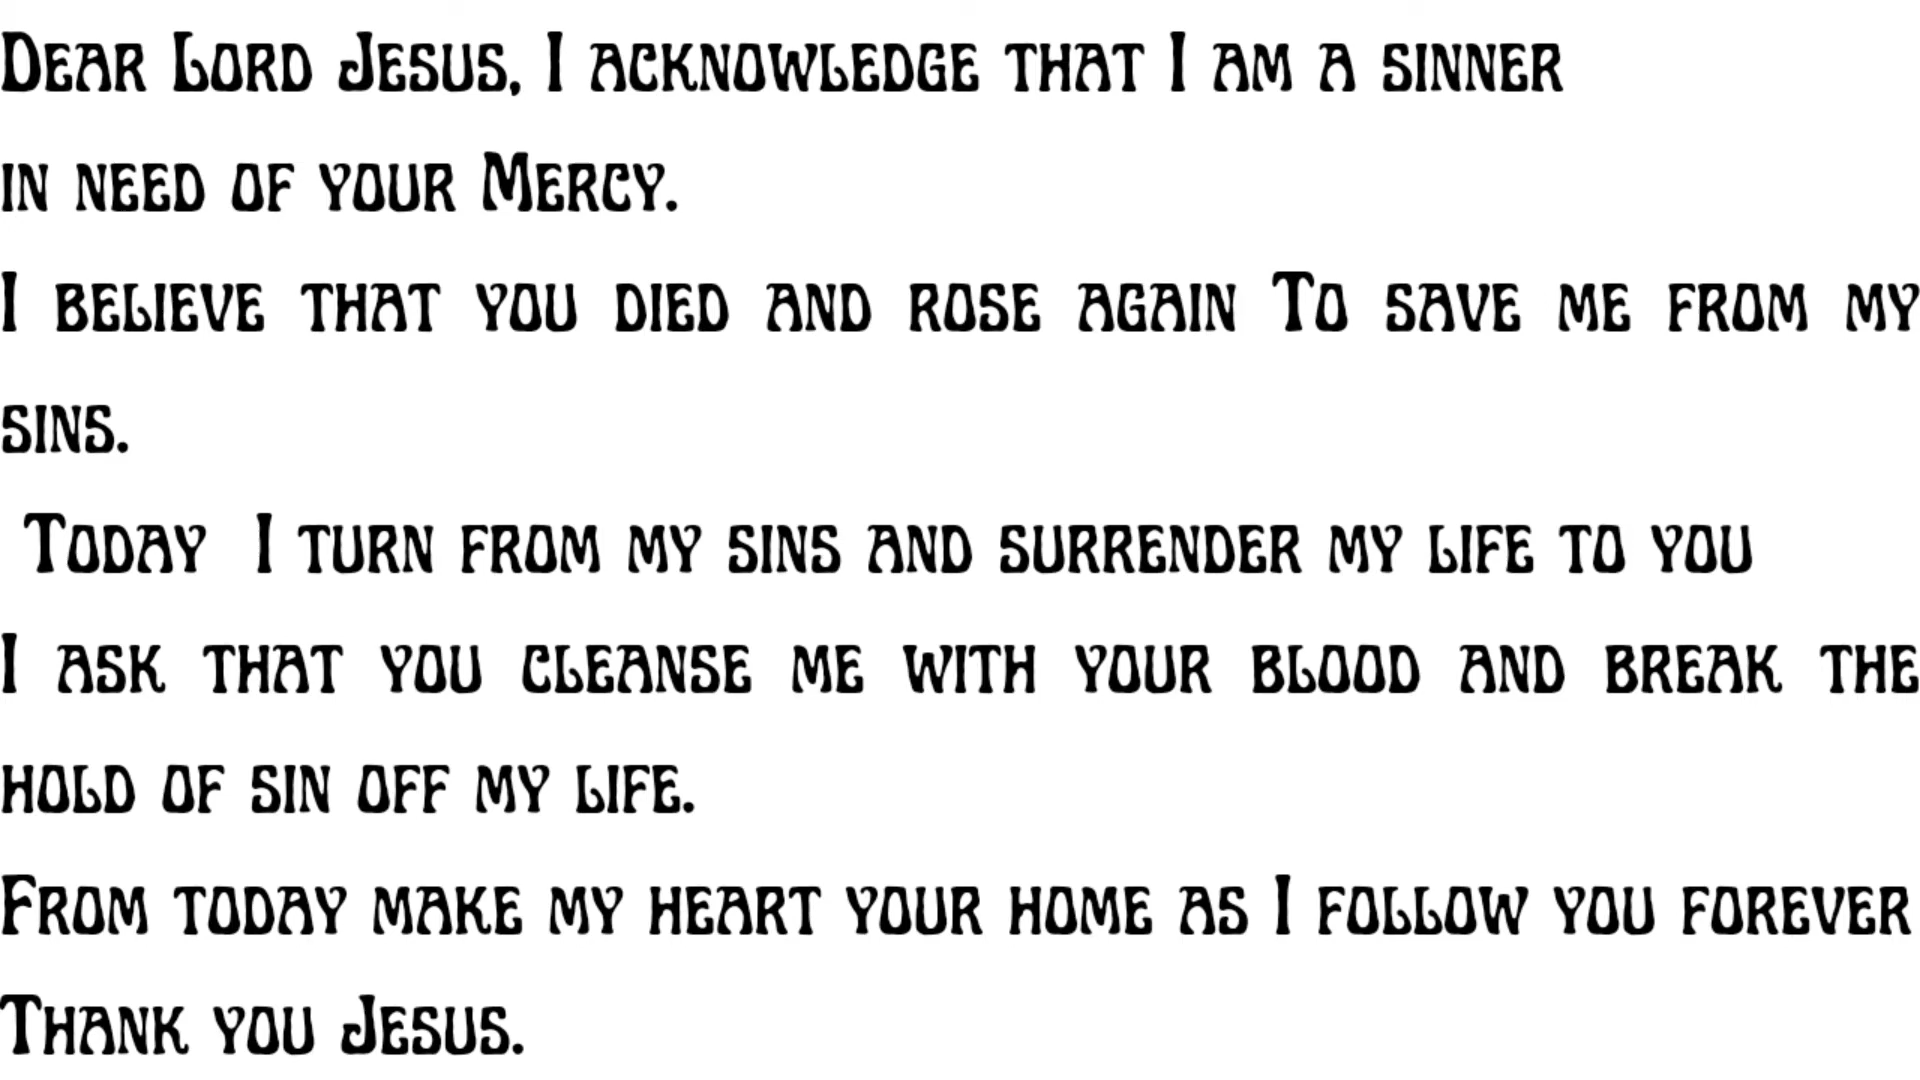 Dear Lord Jesus, I acknowledge that I am a sinner
in need of your Mercy.
I believe that you died and rose again To save me from my
sins.
Today I turn from my sins and surrender my life to you
I ask that you cleanse me with your blood and break the
hold of sin off my life.
From today make my heart your home as I follow you forever
Thank you Jesus.